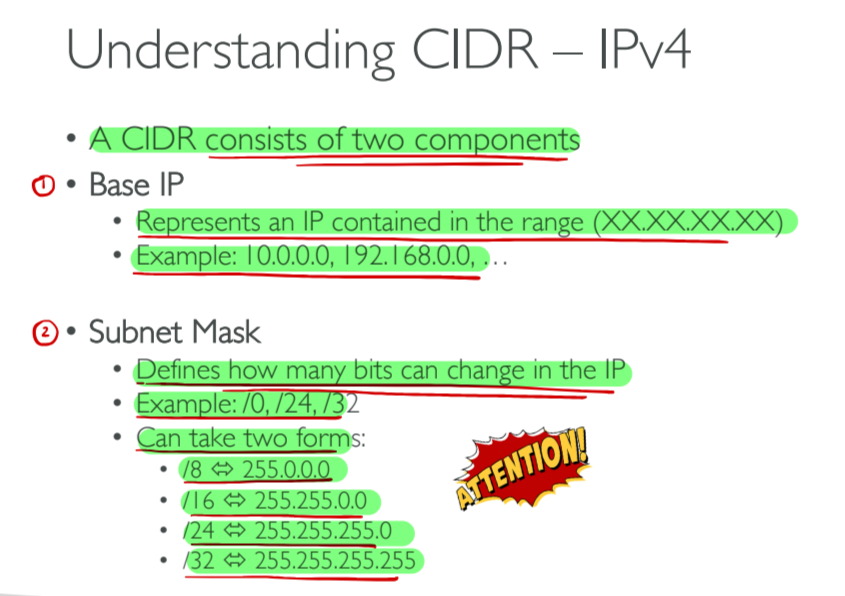 Understanding CIDR – IPv4
• A CIDR consists of two components
① • Base IP
• Represents an IP contained in the range (XX.XX.XX.XX)
• Example: 10.0.0.0, 192.168.0.0, …
② • Subnet Mask
• Defines how many bits can change in the IP
• Example: /0, /24, /32
• Can take two forms:
• /8 ⇔ 255.0.0.0
• /16 ⇔ 255.255.0.0
• /24 ⇔ 255.255.255.0
• /32 ⇔ 255.255.255.255
ATTENTION!